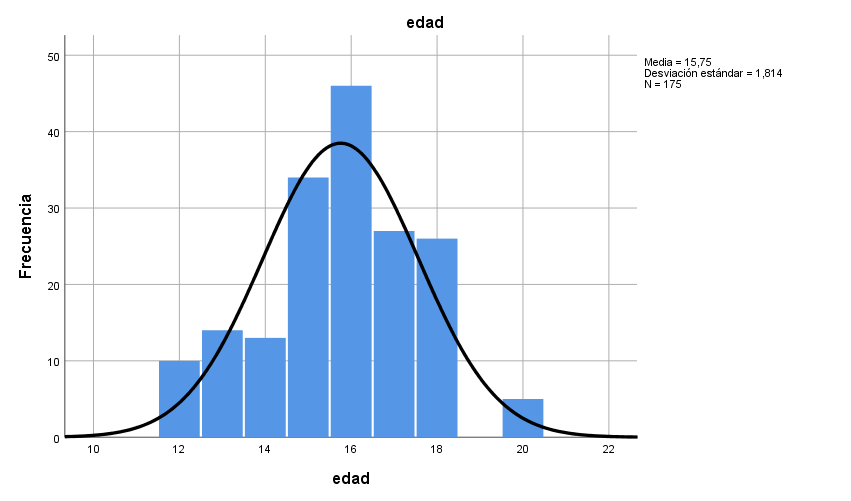 edad
Media = 15,75
Desviación estándar = 1,814
N = 175
Frecuencia
50
40
30
20
10
0
10 12 14 16 18 20 22
edad